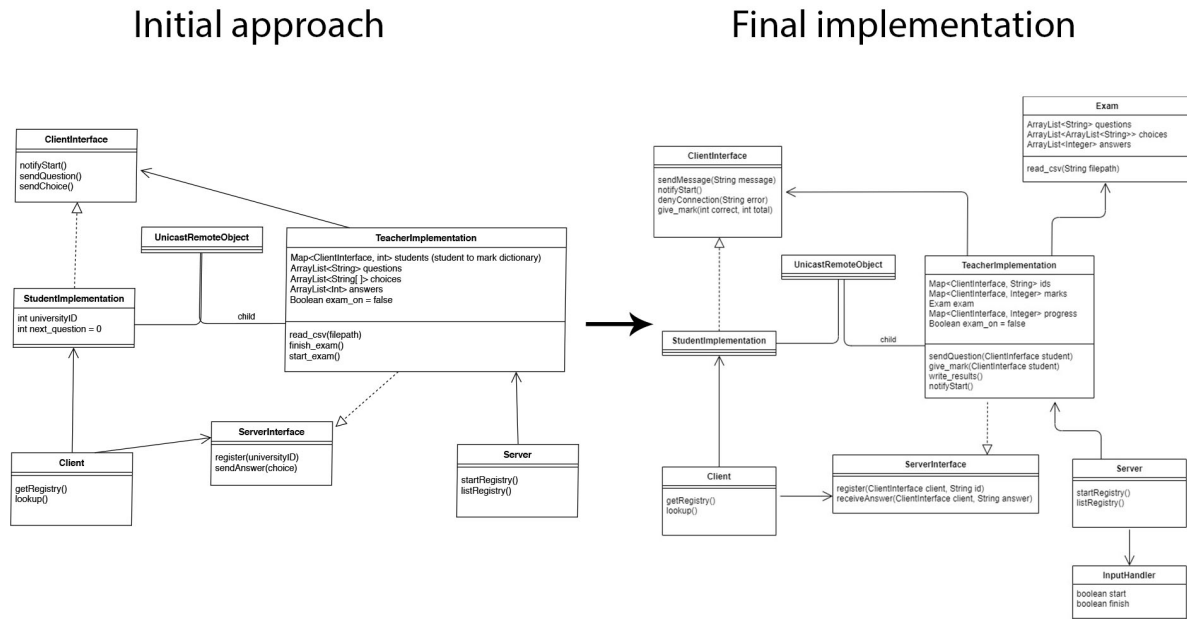 Initial approach
Final implementation
ClientInterface
notifyStart()
sendQuestion()
sendChoice()
UnicastRemoteObject
TeacherImplementation
Map<ClientInterface, int> students (student to mark dictionary)
ArrayList<String> questions
ArrayList<String[ ]> choices
ArrayList<Int> answers
Boolean exam_on = false
read_csv(filepath)
finish_exam()
start_exam()
StudentImplementation
int universityID
int next_question = 0
child
ServerInterface
register(universityID)
sendAnswer(choice)
Client
getRegistry()
lookup()
Server
startRegistry()
listRegistry()
Exam
ArrayList<String> questions
ArrayList<ArrayList<String>> choices
ArrayList<Integer> answers
read_csv(String filepath)
ClientInterface
sendMessage(String message)
notifyStart()
denyConnection(String error)
give_mark(int correct, int total)
UnicastRemoteObject
TeacherImplementation
Map<ClientInterface, String> ids
Map<ClientInterface, Integer> marks
Exam exam
Map<ClientInterface, Integer> progress
Boolean exam_on = false
sendQuestion(ClientInferface student)
give_mark(ClientInterface student)
write_results()
notifyStart()
StudentImplementation
child
ServerInterface
register(ClientInterface client, String id)
receiveAnswer(ClientInterface client, String answer)
Client
getRegistry()
lookup()
Server
startRegistry()
listRegistry()
InputHandler
boolean start
boolean finish